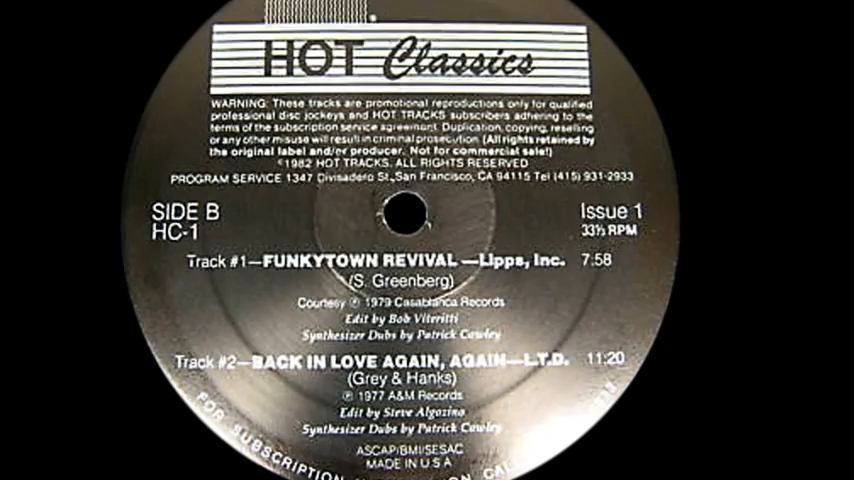 HOT Classics
WARNING: These tracks are promotional reproductions only for qualified
professional disc jockeys and HOT TRACKS subscribers adhering to the
terms of the subscription service agreement. Duplication, copying, reselling
or any other misuse will result in criminal prosecution. (All rights retained by
the original label and/or producer. Not for commercial sale!)
©1982 HOT TRACKS. ALL RIGHTS RESERVED
PROGRAM SERVICE 1347 Divisadero St., San Francisco, CA 94115 Tel (415) 931-2933
SIDE B Issue 1
HC-1 33⅓ RPM
Track #1—FUNKYTOWN REVIVAL—Lipps, Inc. 7:58
(S. Greenberg)
Courtesy ℗ 1979 Casablanca Records
Edit by Bob Viteritti
Synthesizer Dubs by Patrick Cowley
Track #2—BACK IN LOVE AGAIN, AGAIN—L.T.D. 11:20
(Grey & Hanks)
℗ 1977 A&M Records
Edit by Steve Algozino
Synthesizer Dubs by Patrick Cowley
ASCAP/BMI/SESAC
MADE IN U.S.A
FOR SUBSCRIPTION